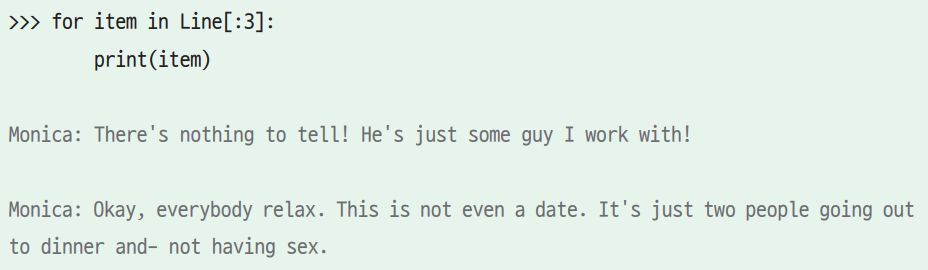 >>> for item in Line[:3]:
        print(item)
Monica: There's nothing to tell! He's just some guy I work with!
Monica: Okay, everybody relax. This is not even a date. It's just two people going out
to dinner and- not having sex.